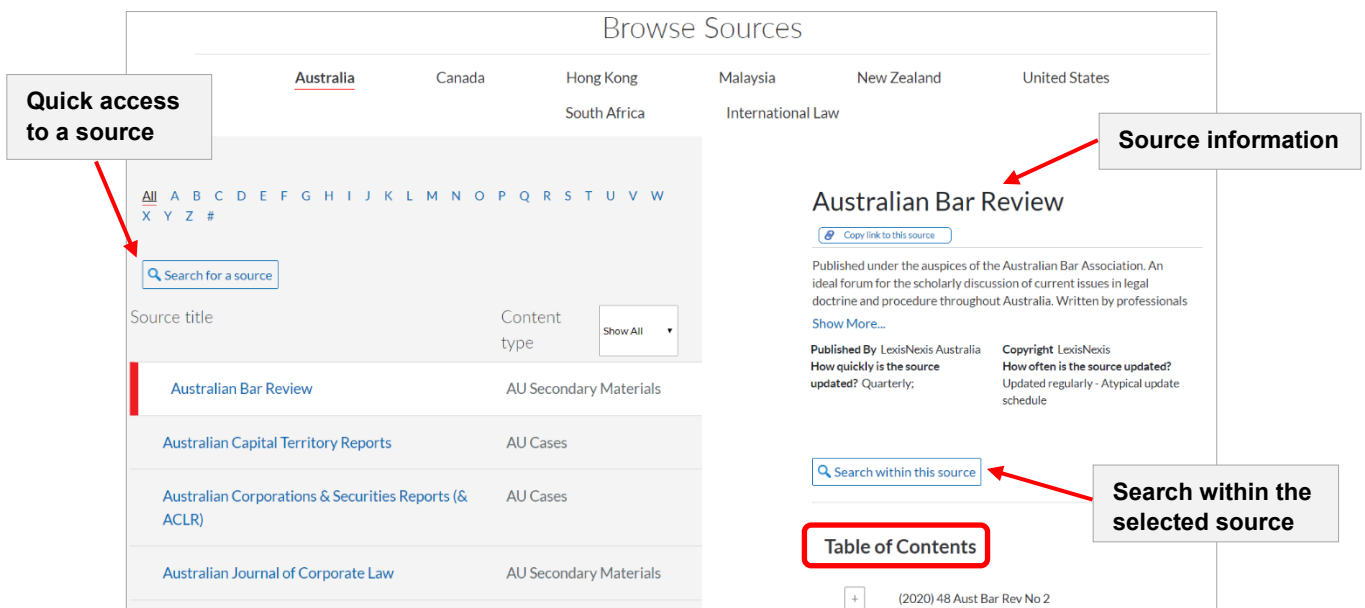 Browse Sources
Australia Canada Hong Kong Malaysia New Zealand United States
South Africa International Law
Quick access
to a source
Source information
All A B C D E F G H I J K L M N O P Q R S T U V W
X Y Z #
Search for a source
Source title
Content
type
Show All
Australian Bar Review AU Secondary Materials
Australian Capital Territory Reports AU Cases
Australian Corporations & Securities Reports (& AU Cases
ACLR)
Australian Journal of Corporate Law AU Secondary Materials
Australian Bar Review
Copy link to this source
Published under the auspices of the Australian Bar Association. An
ideal forum for the scholarly discussion of current issues in legal
doctrine and procedure throughout Australia. Written by professionals
Show More...
Published By LexisNexis Australia
How quickly is the source
updated? Quarterly;
Copyright LexisNexis
How often is the source updated?
Updated regularly - Atypical update
schedule
Search within this source
Search within the
selected source
Table of Contents
+ (2020) 48 Aust Bar Rev No 2